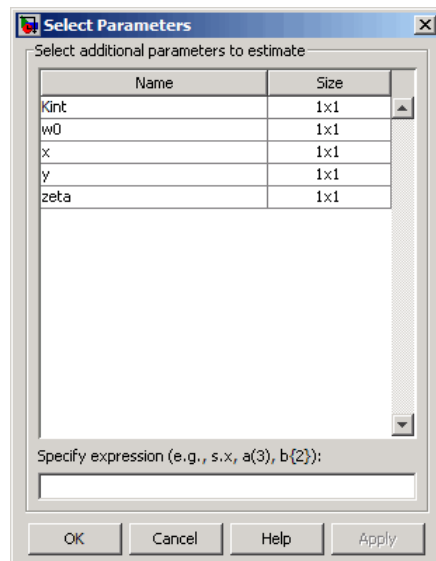 Select Parameters
Select additional parameters to estimate
Name Size
Kint 1x1
w0 1x1
x 1x1
y 1x1
zeta 1x1
Specify expression (e.g., s.x, a(3), b{2}):
OK Cancel Help Apply